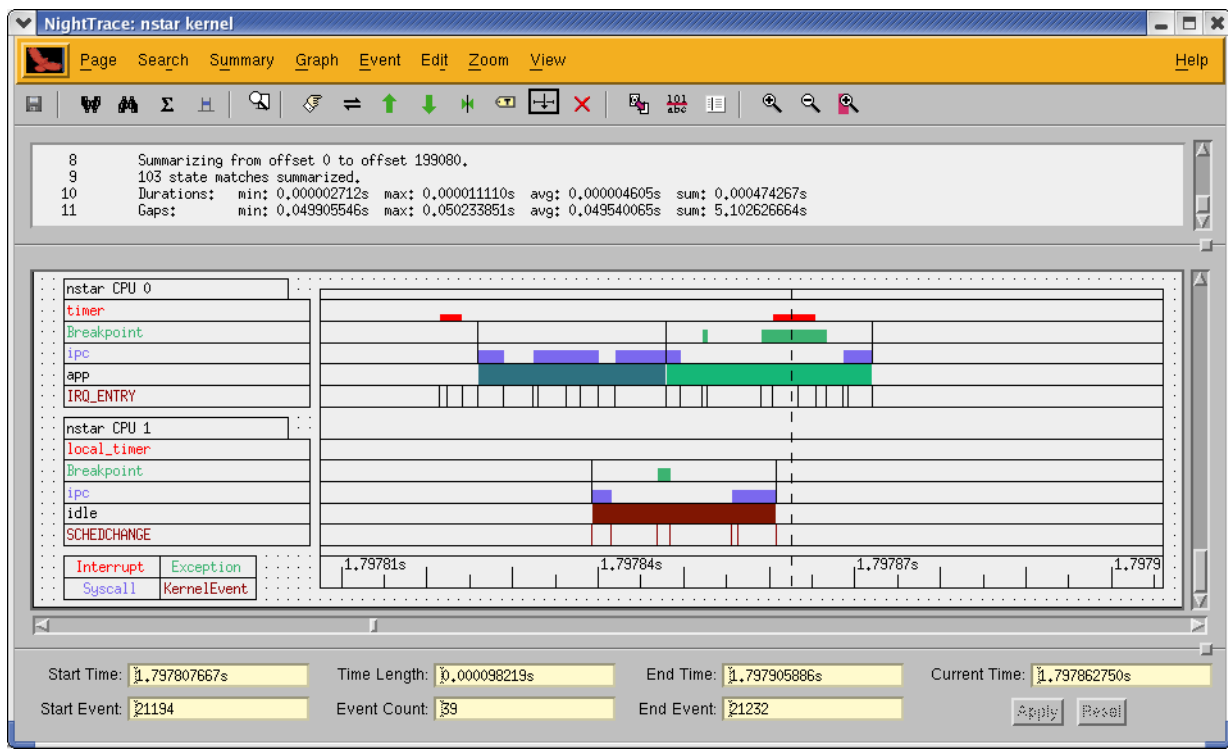 NightTrace: nstar kernel
Page Search Summary Graph Event Edit Zoom View Help
Σ 101 abc
8 Summarizing from offset 0 to offset 199080.
9 103 state matches summarized.
10 Durations: min: 0.000002712s max: 0.000011110s avg: 0.000004605s sum: 0.000474267s
11 Gaps: min: 0.049905546s max: 0.050233851s avg: 0.049540065s sum: 5.102626664s
nstar CPU 0
timer
Breakpoint
ipc
app
IRQ_ENTRY
nstar CPU 1
local_timer
Breakpoint
ipc
idle
SCHEDCHANGE
Interrupt Exception 1.79781s 1.79784s 1.79787s 1.7979
Syscall KernelEvent
Start Time: 1.797807667s Time Length: 0.000098219s End Time: 1.797905886s Current Time: 1.797862750s
Start Event: 21194 Event Count: 39 End Event: 21232 Apply Reset